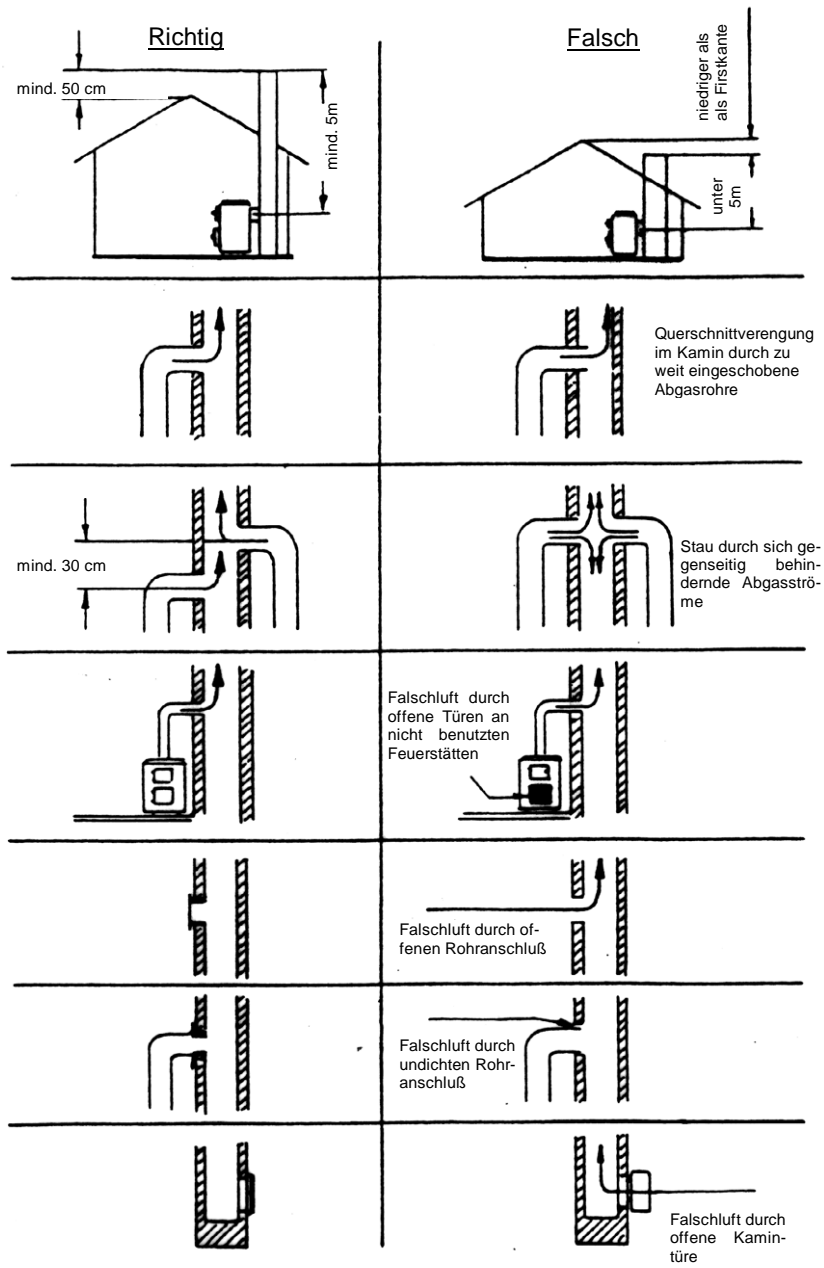 Richtig
Falsch
mind. 50 cm
mind. 5m
niedriger als
als Firstkante
unter
5m
Querschnittverengung
im Kamin durch zu
weit eingeschobene
Abgasrohre
mind. 30 cm
Stau durch sich ge-
genseitig behin-
dernde Abgasströ-
me
Falschluft durch
offene Türen an
nicht benutzten
Feuerstätten
Falschluft durch of-
fenen Rohranschluß
Falschluft durch
undichten Rohr-
anschluß
Falschluft durch
offene Kamin-
türe